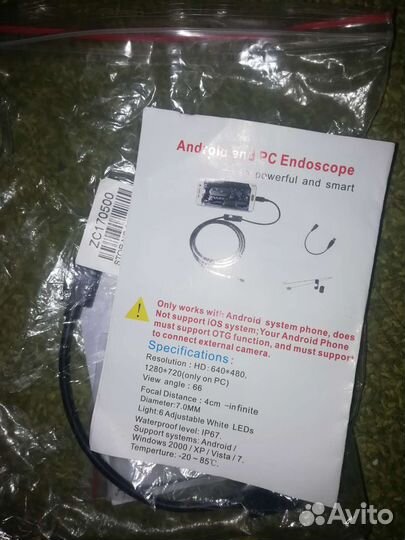 Android and PC Endoscope
powerful and smart
ZC170500
Only works with Android system phone, does
Not support iOS system; Your Android Phone
must support OTG function, and must support
to connect external camera.
Specifications:
Resolution : HD: 640*480,
1280*720(only on PC)
View angle : 66
Focal Distance : 4cm -infinite
Diameter:7.0MM
Light:6 Adjustable White LEDs
Waterproof level: IP67.
Support systems: Android /
Windows 2000 / XP / Vista / 7.
Temperture: -20 ~ 85℃.
Avito